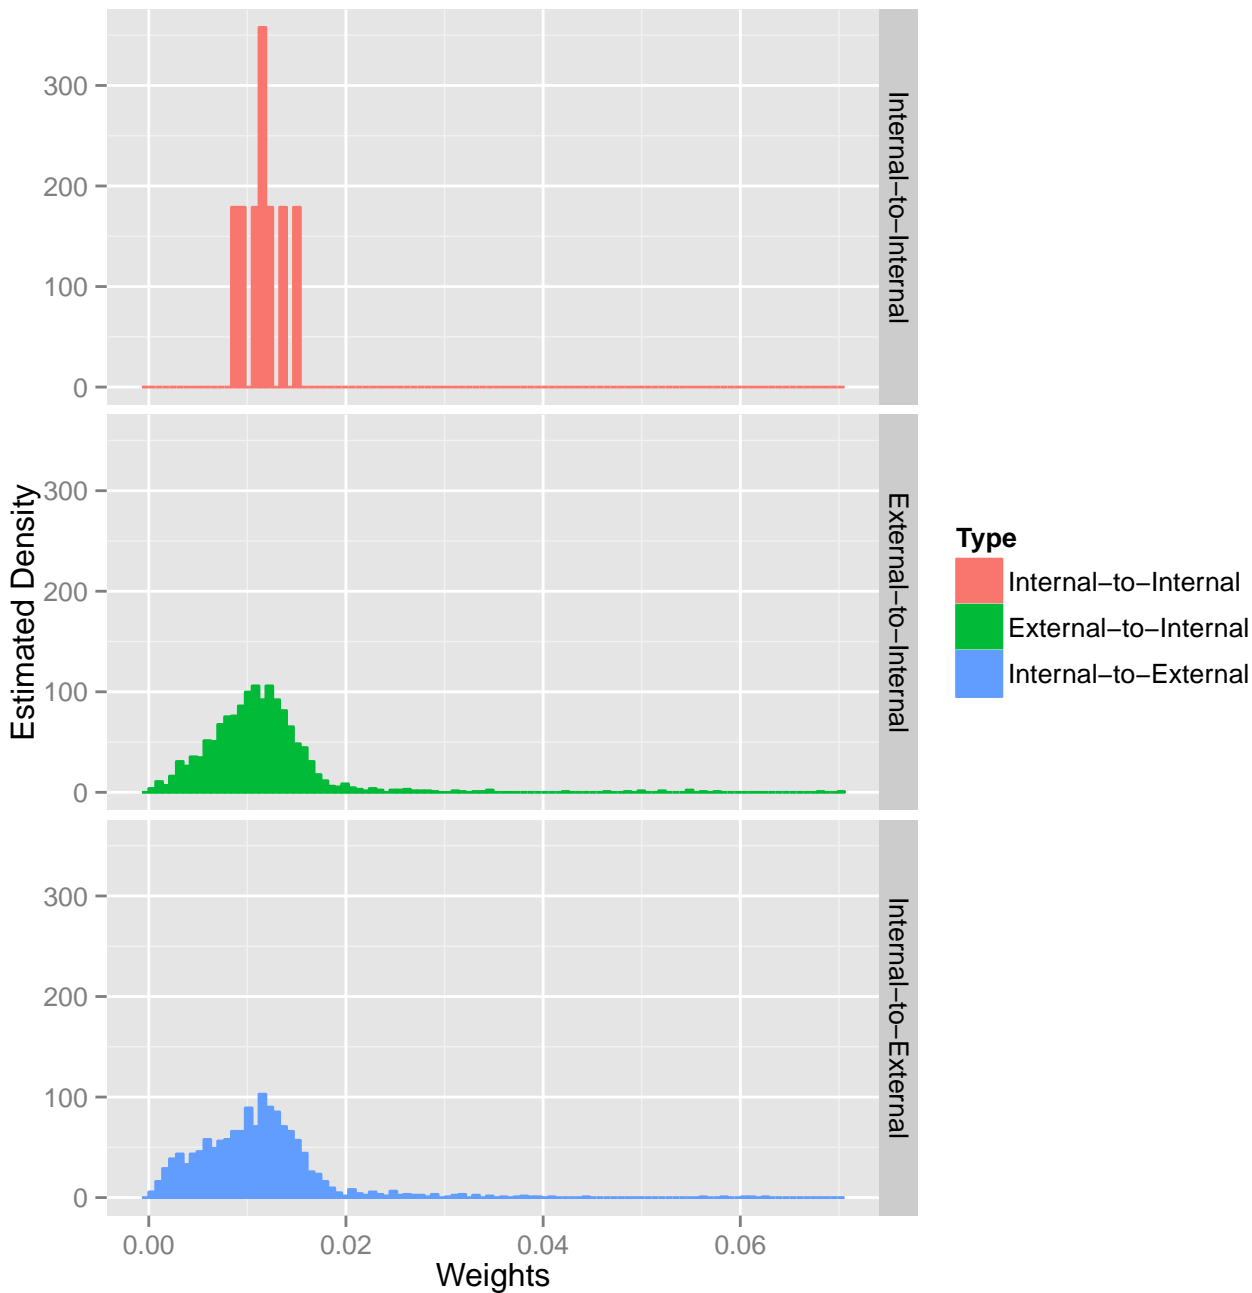 Estimated Density
300
200
100
0
Internal−to−Internal
300
200
100
0
External−to−Internal
300
200
100
0
Internal−to−External
0.00 0.02 0.04 0.06
Weights
Type
Internal−to−Internal
External−to−Internal
Internal−to−External